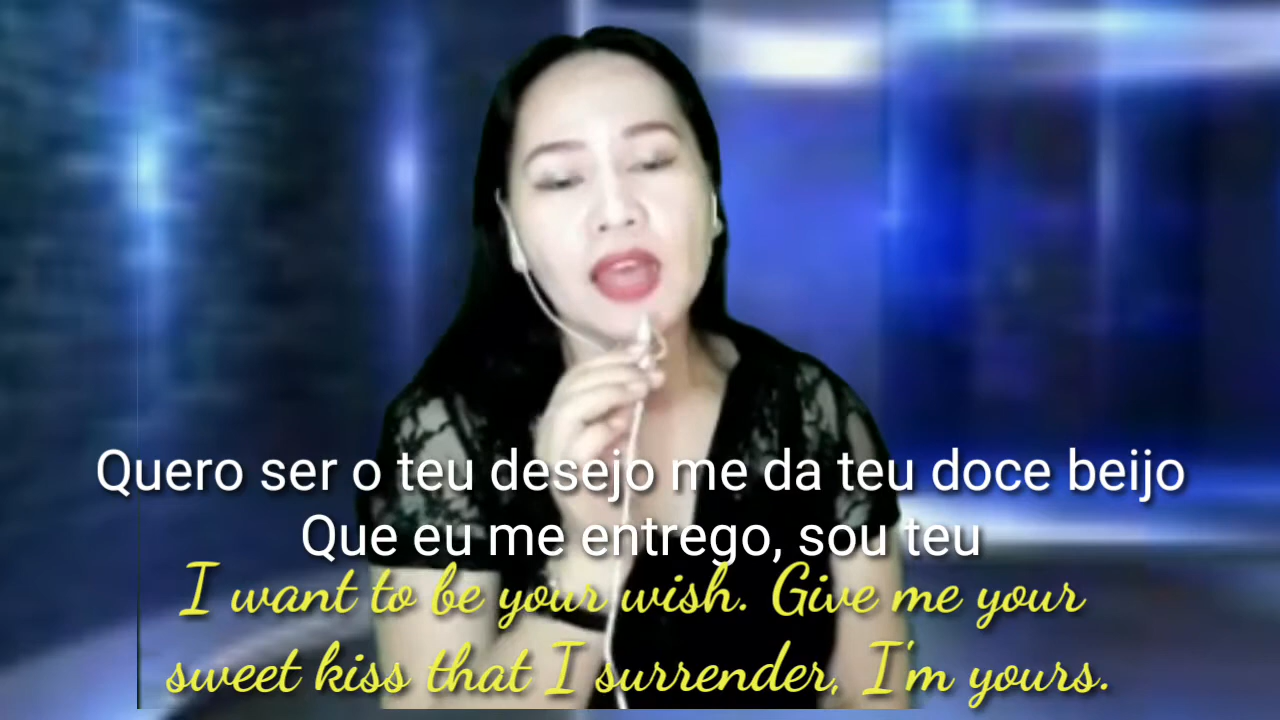 Quero ser o teu desejo me da teu doce beijo
Que eu me entrego, sou teu
I want to be your wish. Give me your
sweet kiss that I surrender, I'm yours.